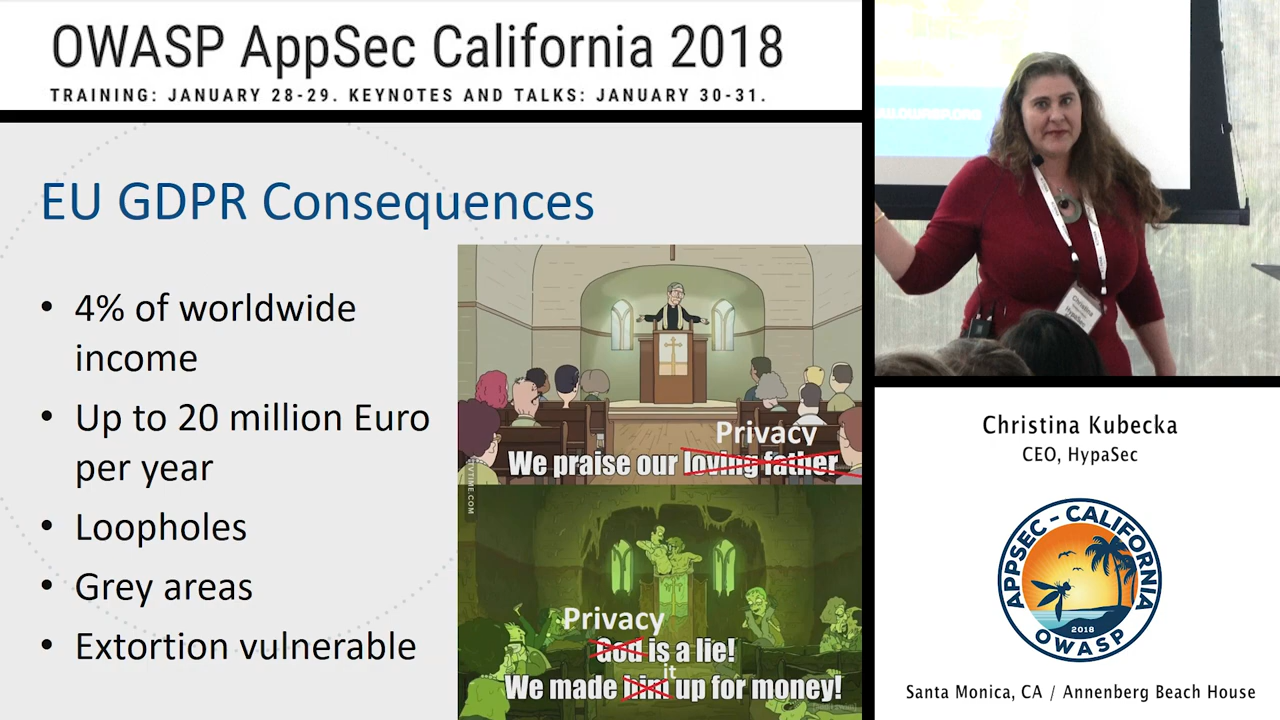 OWASP AppSec California 2018
TRAINING: JANUARY 28-29. KEYNOTES AND TALKS: JANUARY 30-31.
EU GDPR Consequences
• 4% of worldwide
income
• Up to 20 million Euro
per year
• Loopholes
• Grey areas
• Extortion vulnerable
Privacy
We praise our loving father
Privacy
God is a lie!
it
We made him up for money!
Christina
HypaSec
Christina Kubecka
CEO, HypaSec
APPSEC - CALIFORNIA
2018
OWASP
Santa Monica, CA / Annenberg Beach House